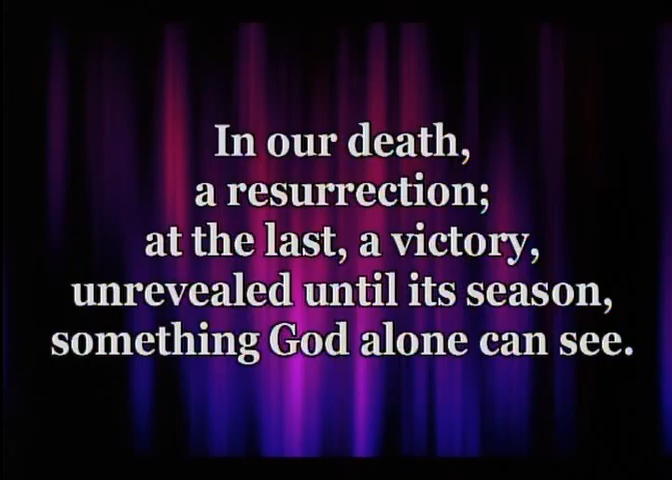 In our death,
a resurrection;
at the last, a victory,
unrevealed until its season,
something God alone can see.